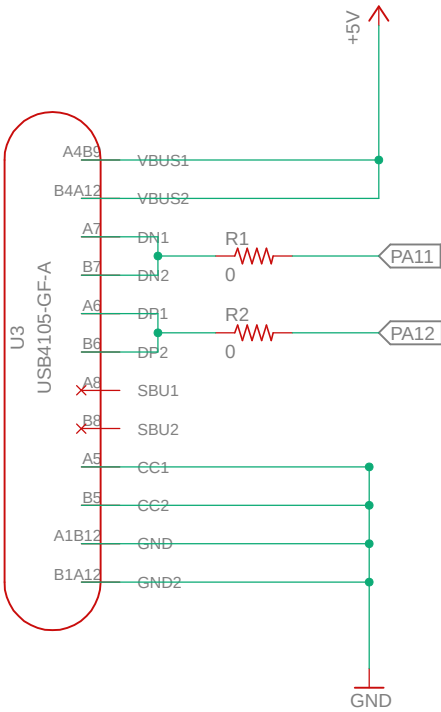 +5V
A4B9 VBUS1
B4A12 VBUS2
A7 DN1
R1
PA11
B7 DN2
0
A6 DP1
R2
PA12
B6 DP2
0
U3
USB4105-GF-A
A8 SBU1
B8 SBU2
A5 CC1
B5 CC2
A1B12 GND
B1A12 GND2
GND